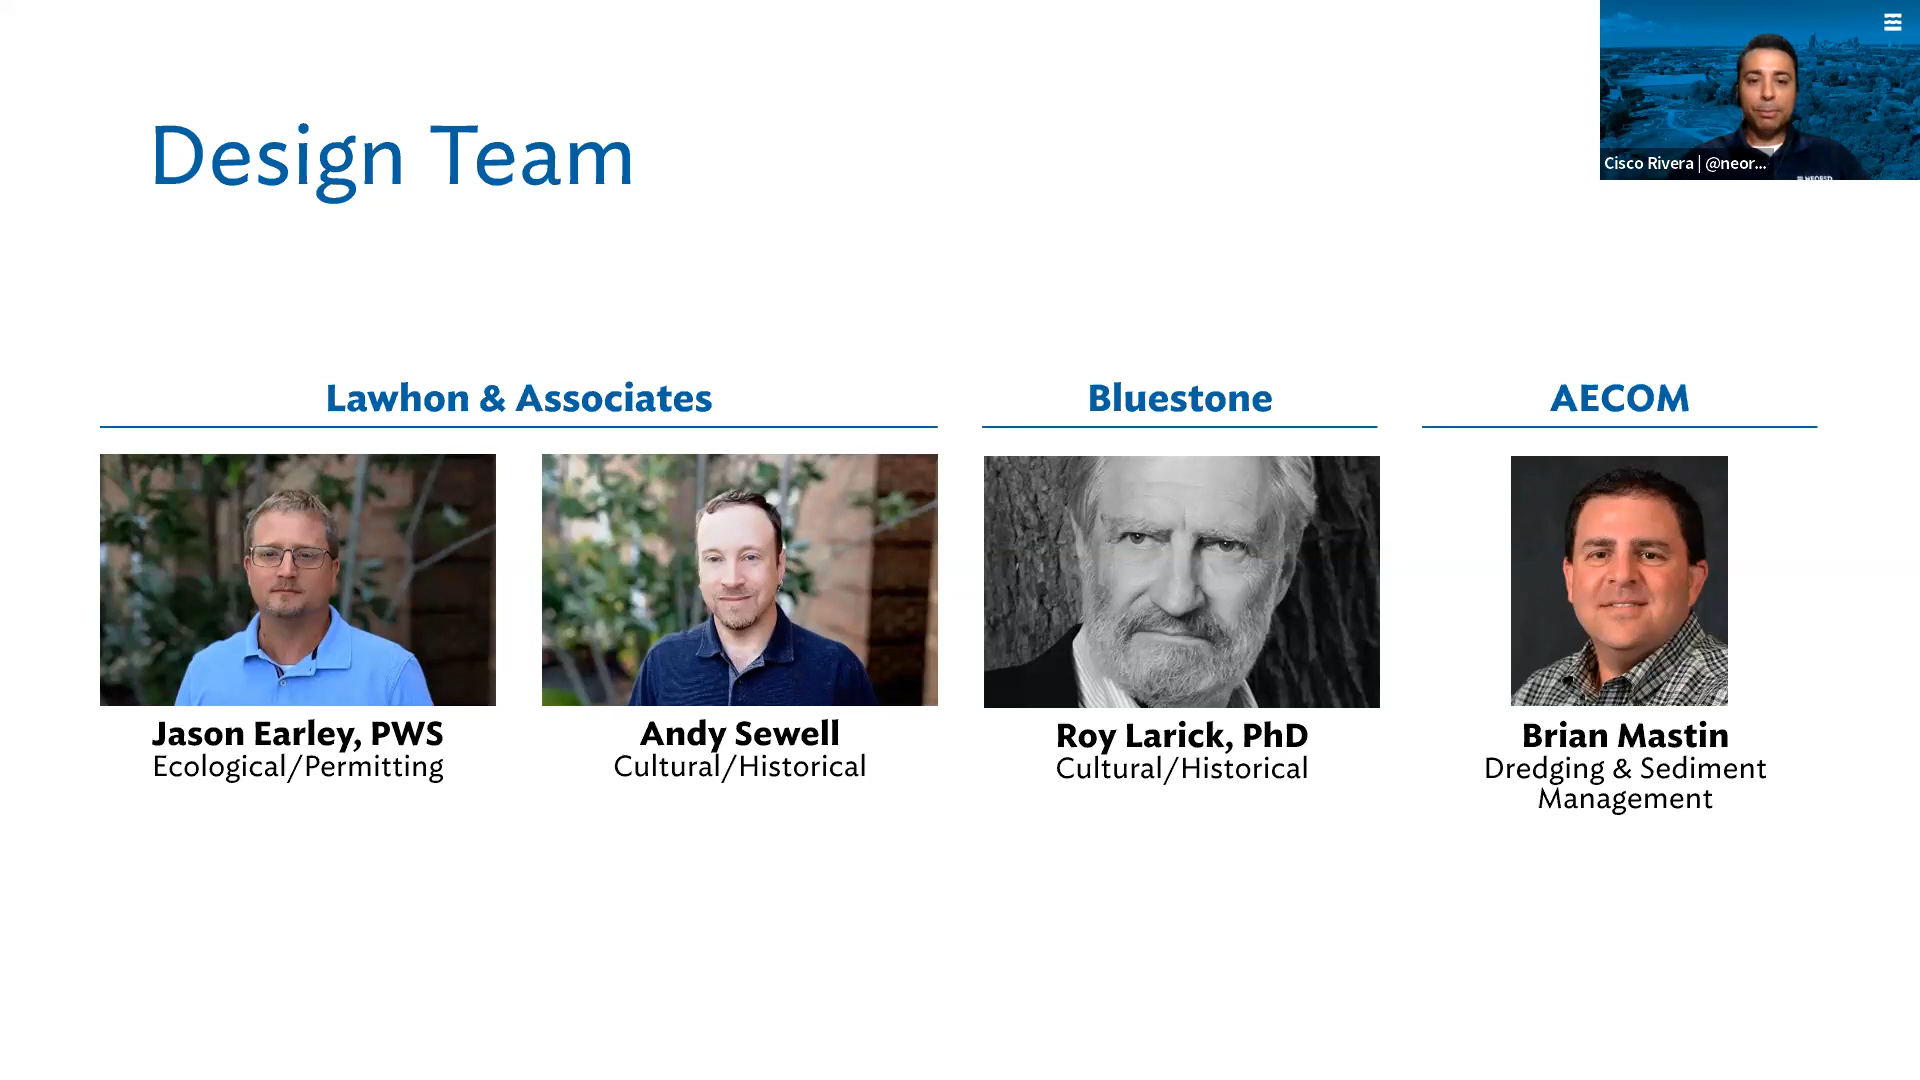 Design Team
Cisco Rivera | @neor...
Lawhon & Associates
Bluestone
AECOM
Jason Earley, PWS
Ecological/Permitting
Andy Sewell
Cultural/Historical
Roy Larick, PhD
Cultural/Historical
Brian Mastin
Dredging & Sediment
Management